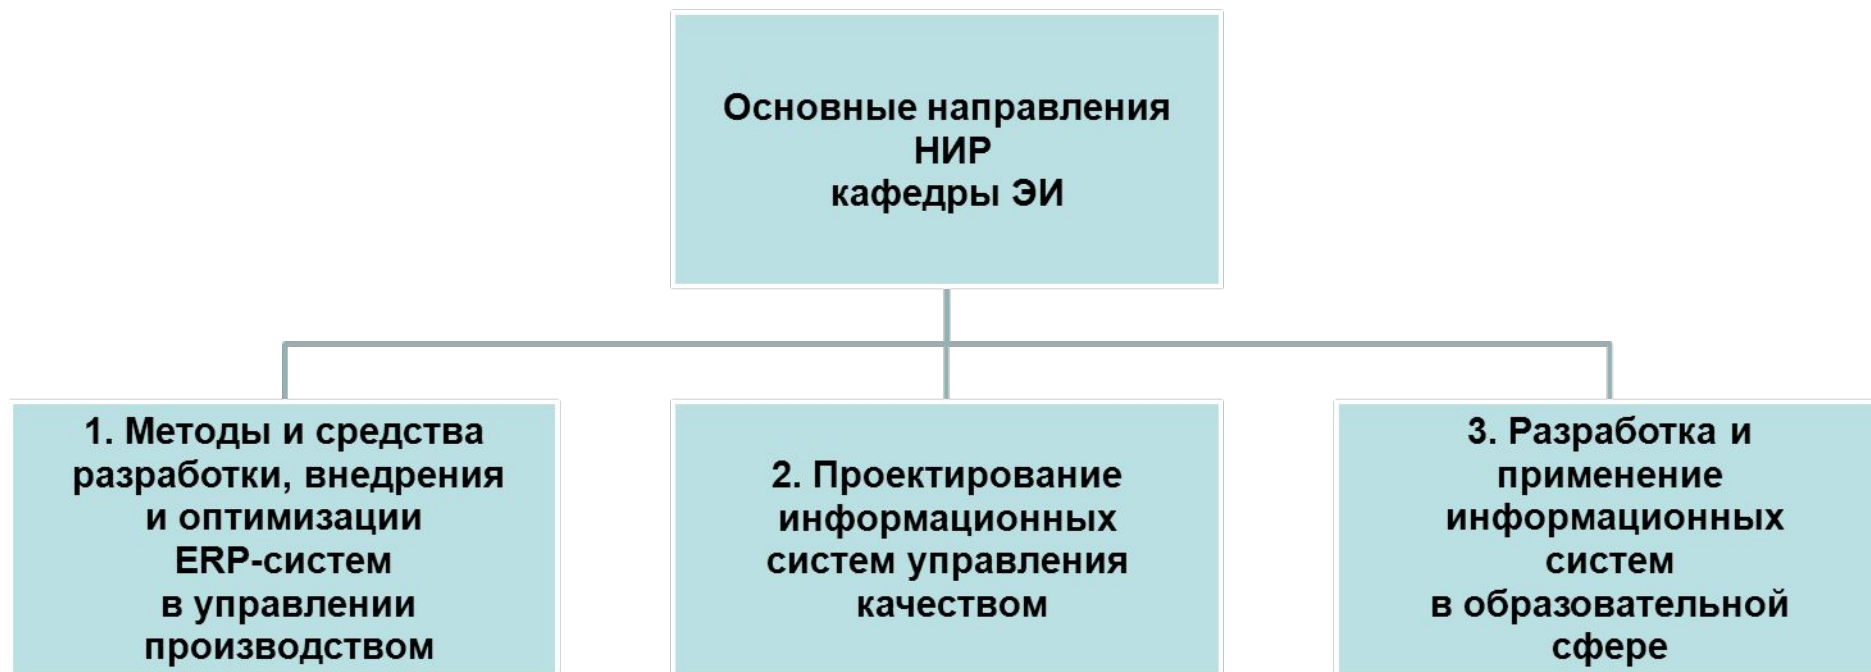 Основные направления
НИР
кафедры ЭИ
1. Методы и средства
разработки, внедрения
и оптимизации
ERP-систем
в управлении
производством
2. Проектирование
информационных
систем управления
качеством
3. Разработка и
применение
информационных
систем
в образовательной
сфере